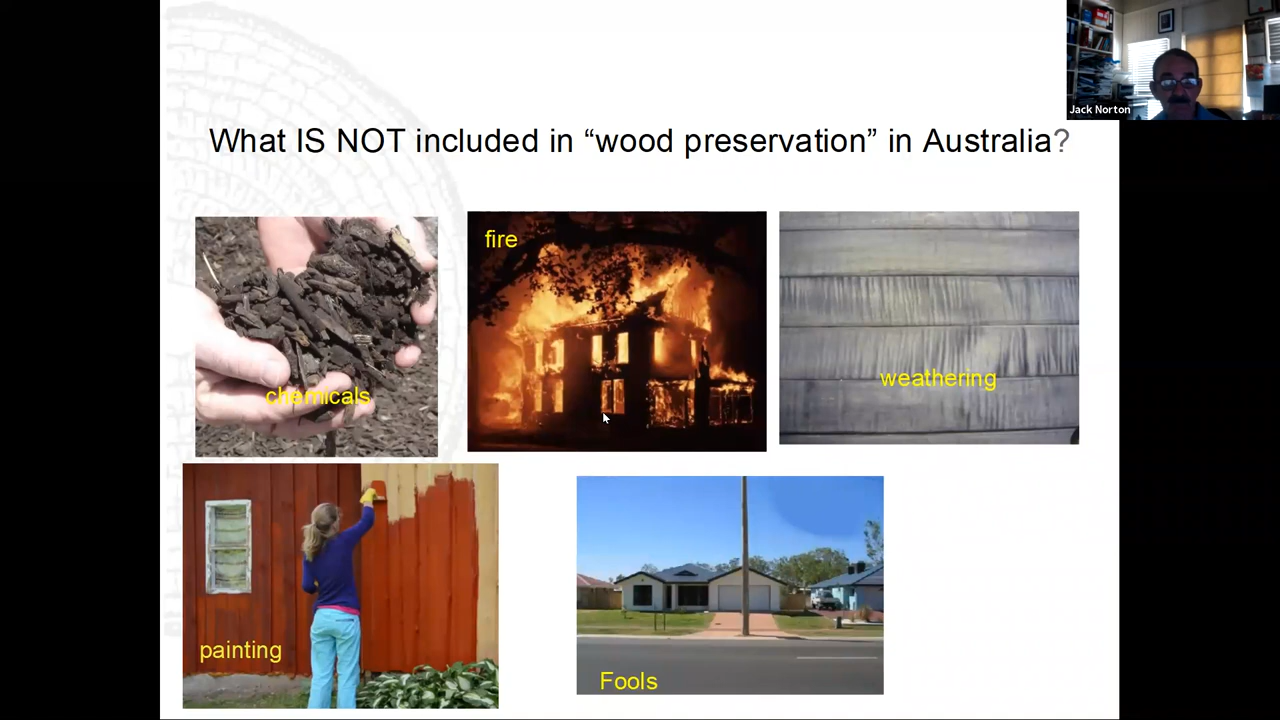 Jack Norton
What IS NOT included in “wood preservation” in Australia?
fire
weathering
chemicals
painting
Fools